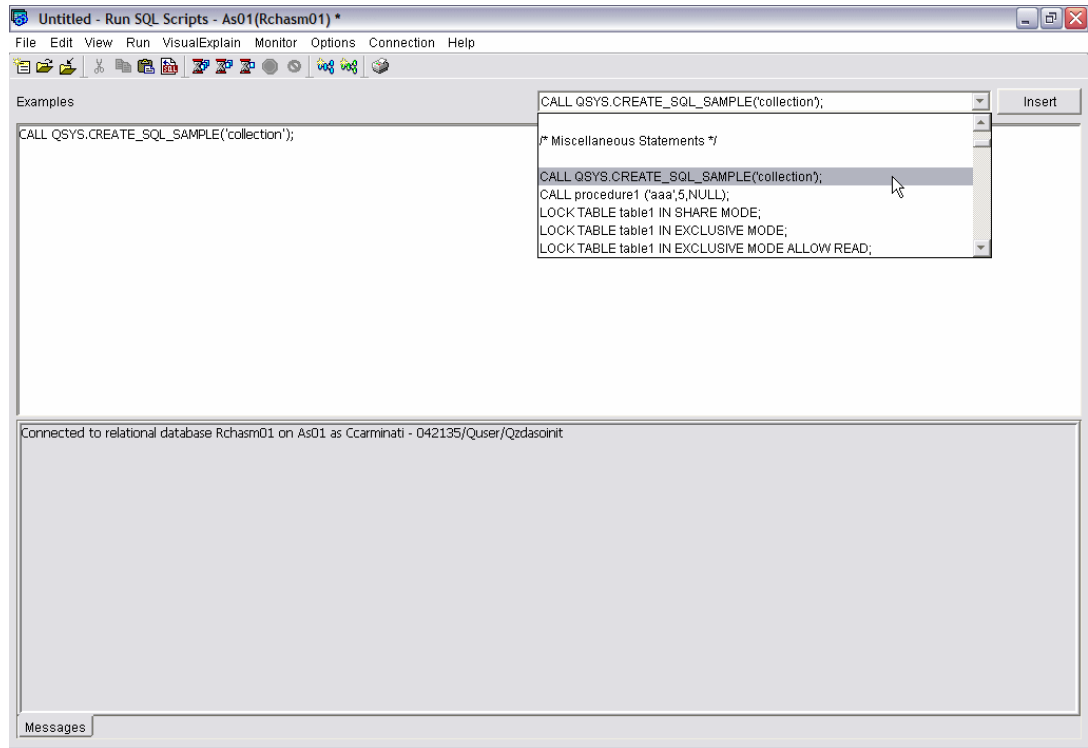 Untitled - Run SQL Scripts - As01(Rchasm01) *
File Edit View Run VisualExplain Monitor Options Connection Help
Examples
CALL QSYS.CREATE_SQL_SAMPLE('collection');
Insert
CALL QSYS.CREATE_SQL_SAMPLE('collection');
/* Miscellaneous Statements */
CALL QSYS.CREATE_SQL_SAMPLE('collection');
CALL procedure1 ('aaa',5,NULL);
LOCK TABLE table1 IN SHARE MODE;
LOCK TABLE table1 IN EXCLUSIVE MODE;
LOCK TABLE table1 IN EXCLUSIVE MODE ALLOW READ;
Connected to relational database Rchasm01 on As01 as Ccarminati - 042135/Quser/Qzdasoinit
Messages